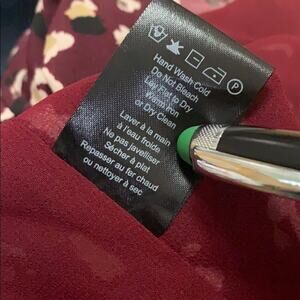 P
Hand Wash Cold
Do Not Bleach
Lay Flat to Dry
Warm Iron
or Dry Clean
Laver à la main
à l'eau froide
Ne pas javelliser
Sécher à plat
Repasser au fer chaud
ou nettoyer à sec